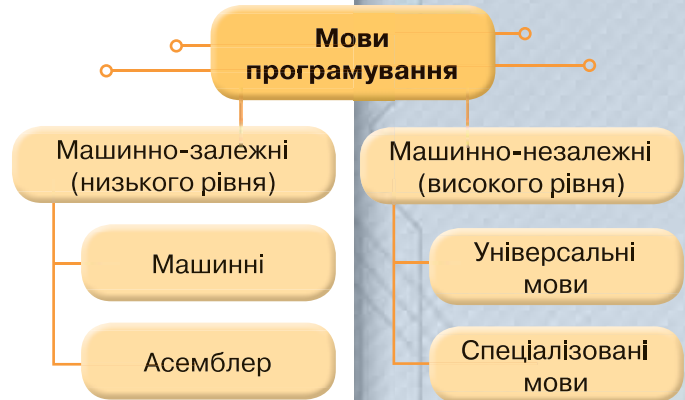 Мови
програмування
Машинно-залежні
(низького рівня)
Машинні
Асемблер
Машинно-незалежні
(високого рівня)
Універсальні
мови
Спеціалізовані
мови